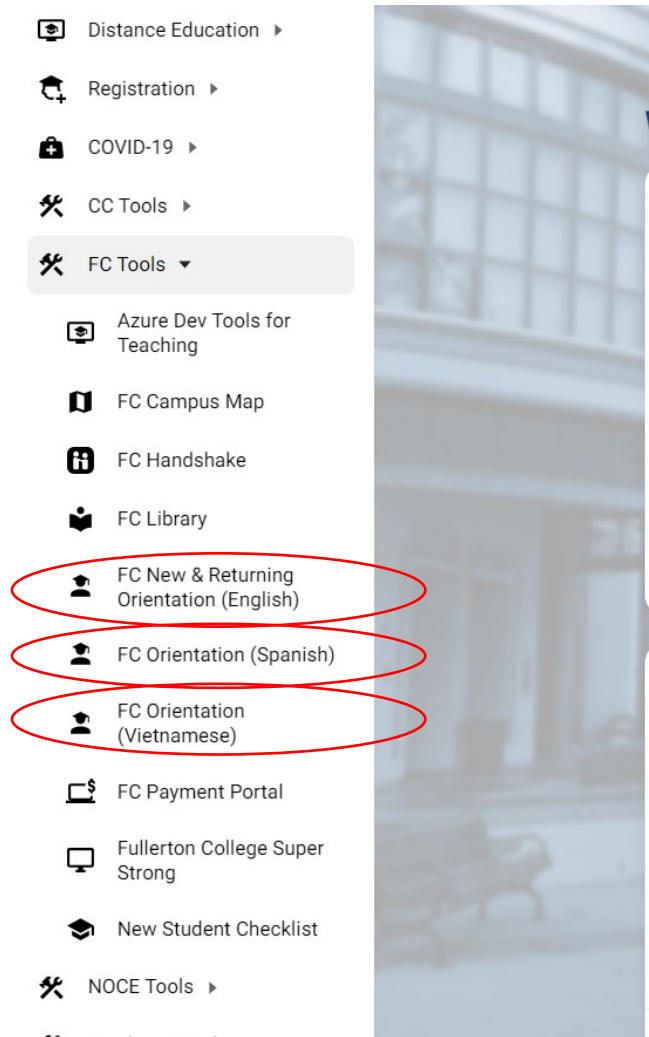 Distance Education
Registration
COVID-19
CC Tools
FC Tools
Azure Dev Tools for
Teaching
FC Campus Map
FC Handshake
FC Library
FC New & Returning
Orientation (English)
FC Orientation (Spanish)
FC Orientation
(Vietnamese)
$
FC Payment Portal
Fullerton College Super
Strong
New Student Checklist
NOCE Tools